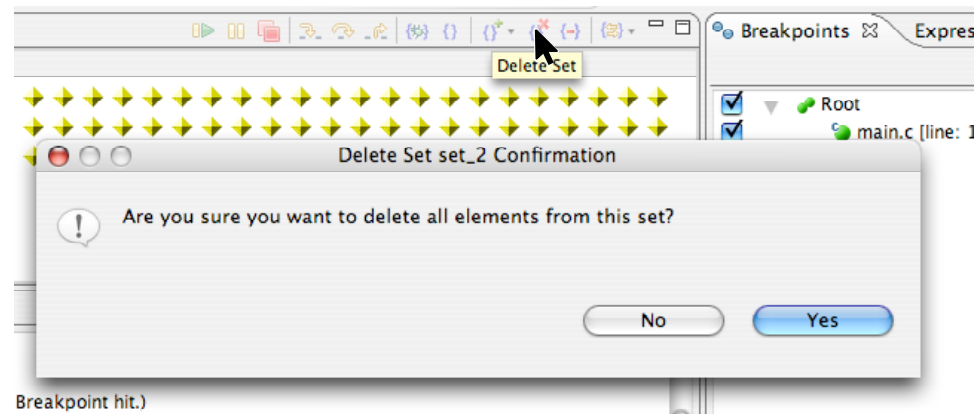 Breakpoints Expres
Delete Set
Root
main.c [line: 1
Delete Set set_2 Confirmation
Are you sure you want to delete all elements from this set?
No Yes
Breakpoint hit.)